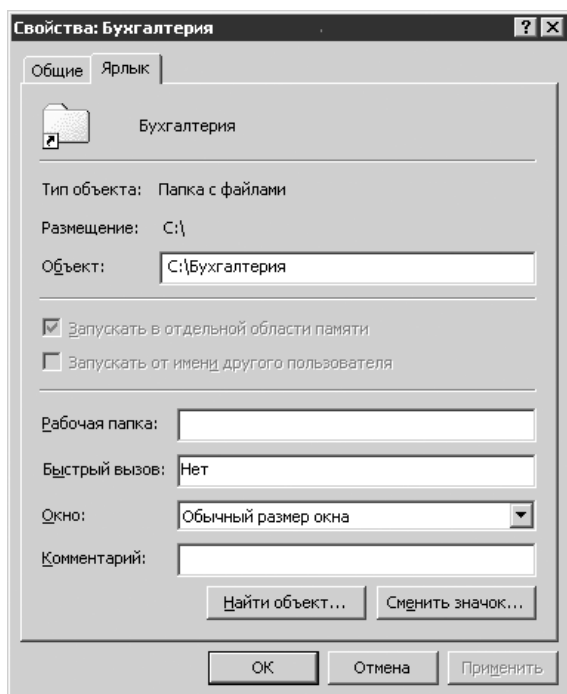 Свойства: Бухгалтерия
Общие Ярлык
Бухгалтерия
Тип объекта: Папка с файлами
Размещение: C:\
Объект: C:\Бухгалтерия
Запускать в отдельной области памяти
Запускать от имени другого пользователя
Рабочая папка:
Быстрый вызов: Нет
Окно: Обычный размер окна
Комментарий:
Найти объект... Сменить значок...
OK Отмена Применить